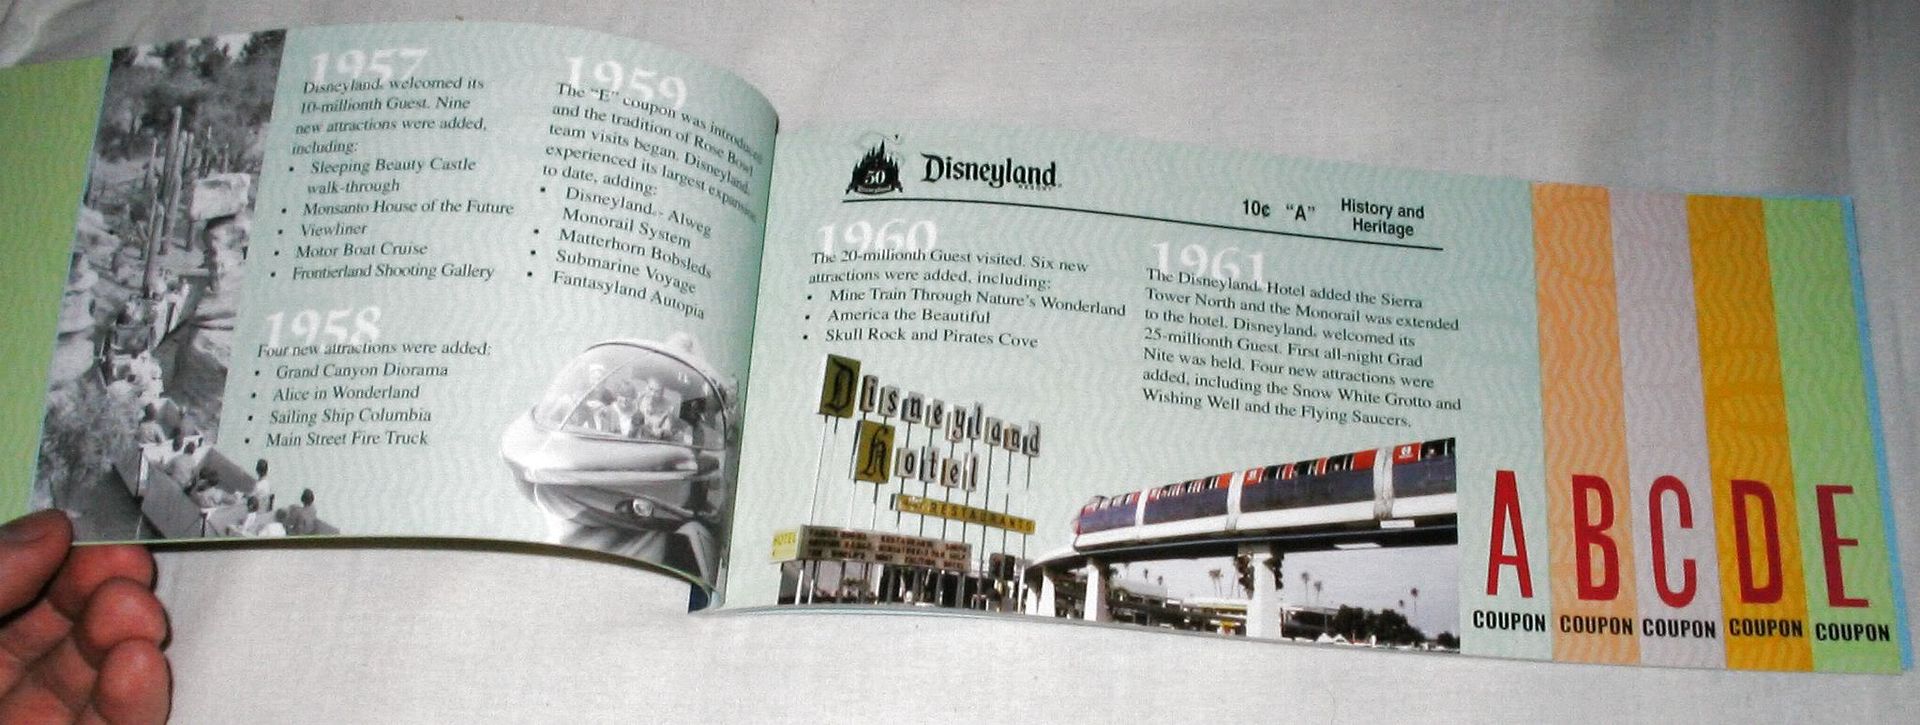 1957
Disneyland welcomed its
10-millionth Guest. Nine
new attractions were added,
including:
• Sleeping Beauty Castle
walk-through
• Monsanto House of the Future
• Viewliner
• Motor Boat Cruise
• Frontierland Shooting Gallery
1958
Four new attractions were added:
• Grand Canyon Diorama
• Alice in Wonderland
• Sailing Ship Columbia
• Main Street Fire Truck
1959
The "E" coupon was introduced
and the tradition of Rose Bowl
team visits began. Disneyland
experienced its largest expansion
to date, adding:
• Disneyland - Alweg
Monorail System
• Matterhorn Bobsleds
• Submarine Voyage
• Fantasyland Autopia
50
Disneyland
Disneyland
RESORT
10¢ "A" History and
Heritage
1960
The 20-millionth Guest visited. Six new
attractions were added, including:
• Mine Train Through Nature's Wonderland
• America the Beautiful
• Skull Rock and Pirates Cove
1961
The Disneyland Hotel added the Sierra
Tower North and the Monorail was extended
to the hotel. Disneyland welcomed its
25-millionth Guest. First all-night Grad
Nite was held. Four new attractions were
added, including the Snow White Grotto and
Wishing Well and the Flying Saucers.
Disneyland
Hotel
RESTAURANTS
HOTEL
A B C D E
COUPON COUPON COUPON COUPON COUPON